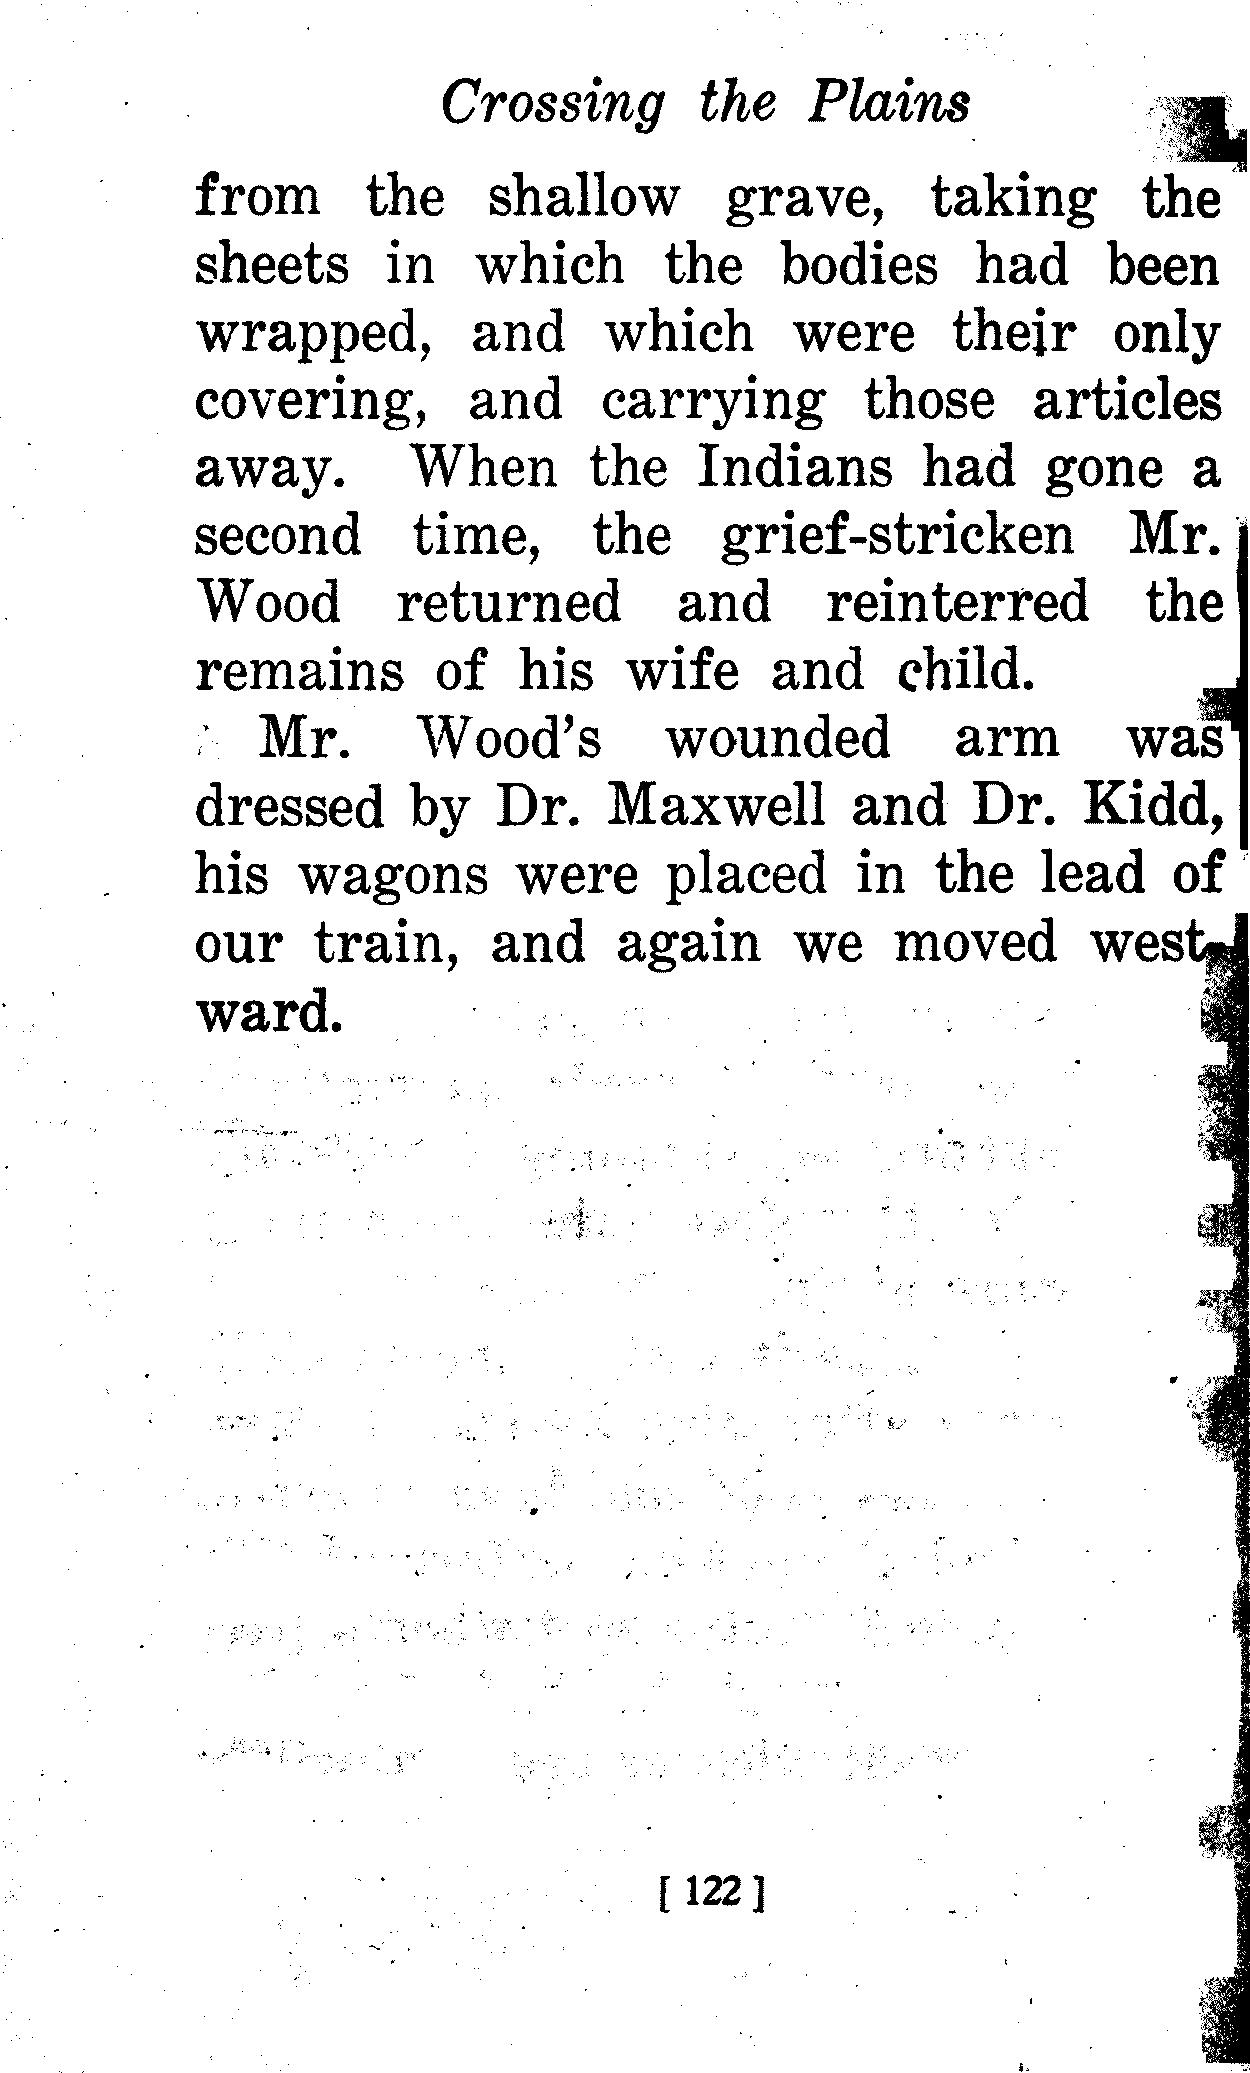 Crossing the Plains
from the shallow grave, taking the
sheets in which the bodies had been
wrapped, and which were their only
covering, and carrying those articles
away. When the Indians had gone a
second time, the grief-stricken Mr.
Wood returned and reinterred the
remains of his wife and child.
Mr. Wood's wounded arm was
dressed by Dr. Maxwell and Dr. Kidd,
his wagons were placed in the lead of
our train, and again we moved west-
ward.
[ 122 ]